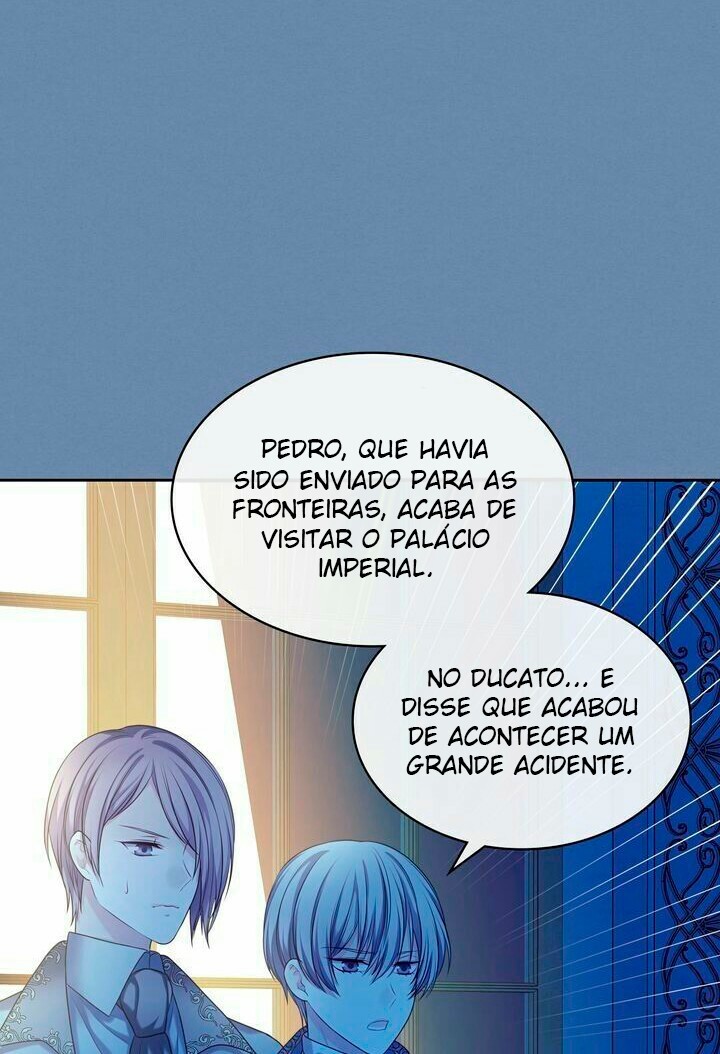 PEDRO, QUE HAVIA
SIDO ENVIADO PARA AS
FRONTEIRAS, ACABA DE
VISITAR O PALÁCIO
IMPERIAL.
NO DUCATO... E
DISSE QUE ACABOU
DE ACONTECER UM
GRANDE ACIDENTE.